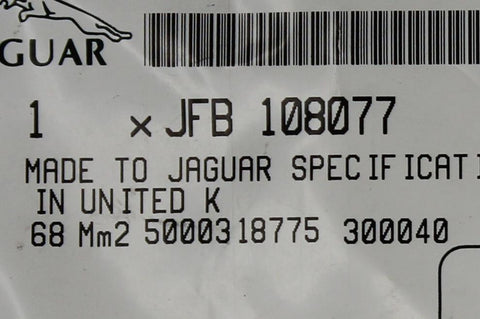 GUAR
1 x JFB 108077
MADE TO JAGUAR SPECIFICATI
IN UNITED K
68 Mm2 5000318775 300040